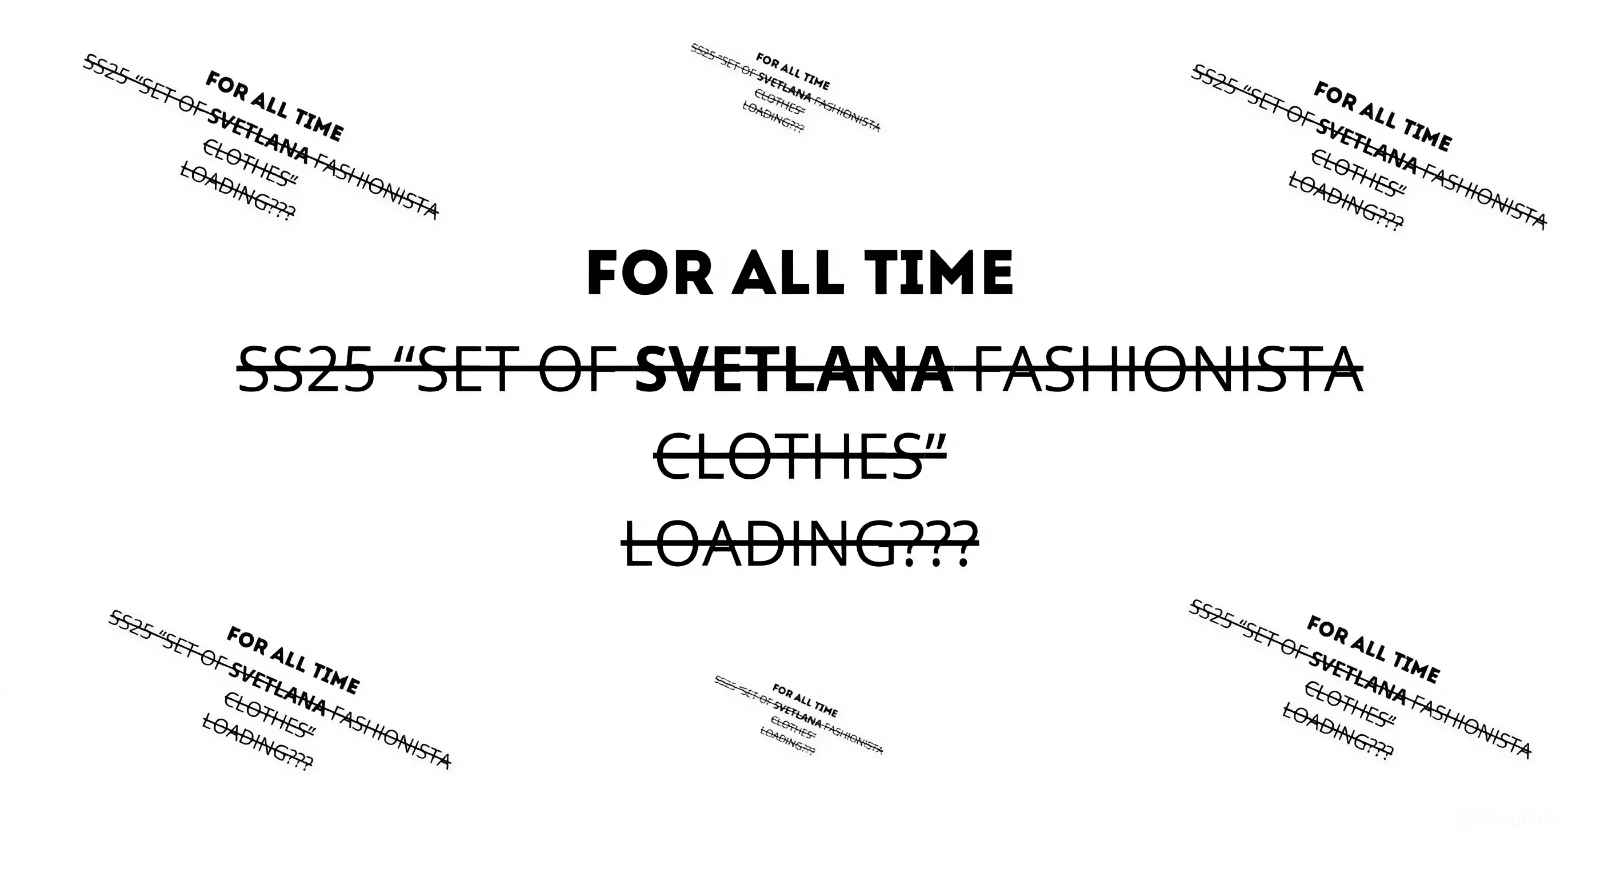 FOR ALL TIME
SS25 “SET OF SVETLANA FASHIONISTA
CLOTHES”
LOADING???
FOR ALL TIME
SS25 “SET OF SVETLANA FASHIONISTA
CLOTHES”
LOADING???
FOR ALL TIME
SS25 “SET OF SVETLANA FASHIONISTA
CLOTHES”
LOADING???
FOR ALL TIME
SS25 “SET OF SVETLANA FASHIONISTA
CLOTHES”
LOADING???
FOR ALL TIME
SS25 “SET OF SVETLANA FASHIONISTA
CLOTHES”
LOADING???
FOR ALL TIME
SS25 “SET OF SVETLANA FASHIONISTA
CLOTHES”
LOADING???
FOR ALL TIME
SS25 “SET OF SVETLANA FASHIONISTA
CLOTHES”
LOADING???